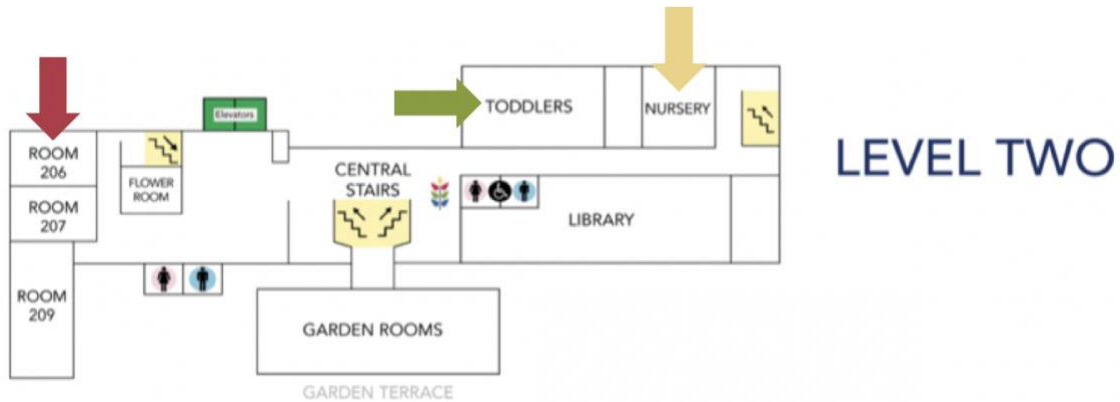 Elevators
TODDLERS
NURSERY
LEVEL TWO
ROOM
206
FLOWER
ROOM
CENTRAL
STAIRS
ROOM
207
LIBRARY
ROOM
209
GARDEN ROOMS
GARDEN TERRACE